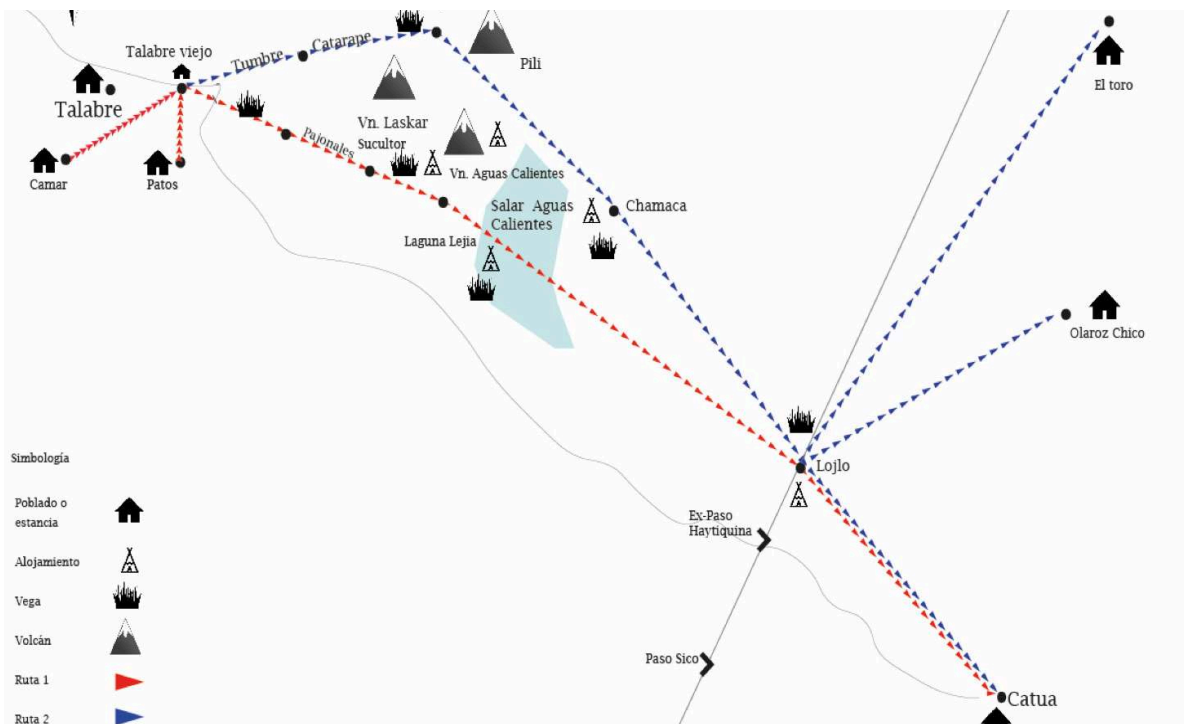 Talabre viejo
Tumbre
Catarape
Pili
El toro
Talabre
Vn. Laskar
Sucultor
Pajonales
Vn. Aguas Calientes
Camar
Patos
Salar Aguas
Calientes
Chamaca
Laguna Lejia
Olaroz Chico
Simbología
Lojlo
Poblado o
estancia
Ex-Paso
Haytiquina
Alojamiento
Vega
Volcán
Paso Sico
Ruta 1
Catua
Ruta 2